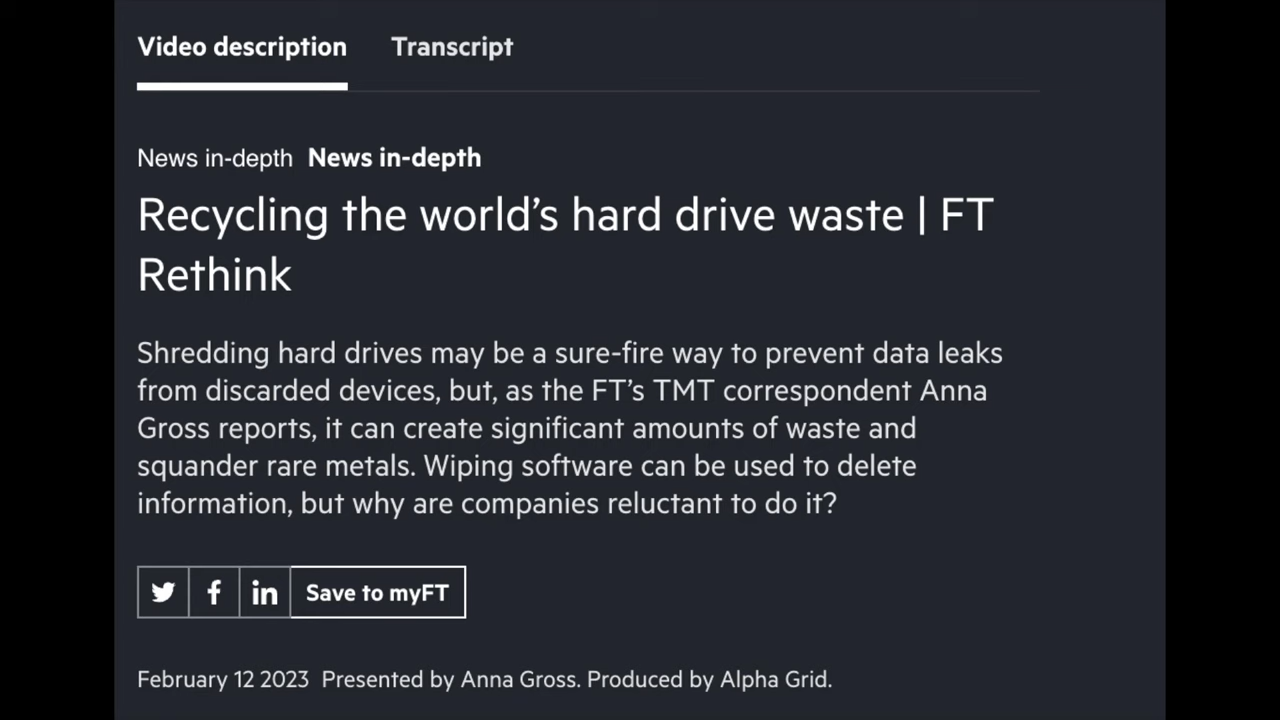 Video description Transcript
News in-depth News in-depth
Recycling the world’s hard drive waste | FT
Rethink
Shredding hard drives may be a sure-fire way to prevent data leaks
from discarded devices, but, as the FT’s TMT correspondent Anna
Gross reports, it can create significant amounts of waste and
squander rare metals. Wiping software can be used to delete
information, but why are companies reluctant to do it?
f in Save to myFT
February 12 2023 Presented by Anna Gross. Produced by Alpha Grid.